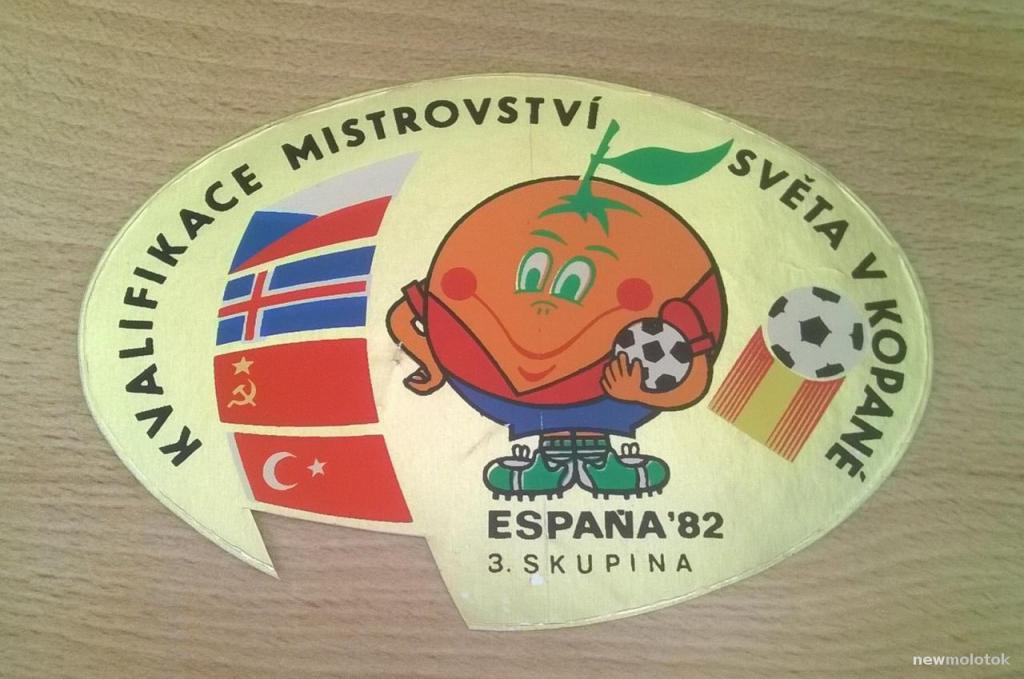 KVALIFIKACE MISTROVSTVÍ SVĚTA V KOPANÉ
ESPAÑA'82
3. SKUPINA
newmolotok